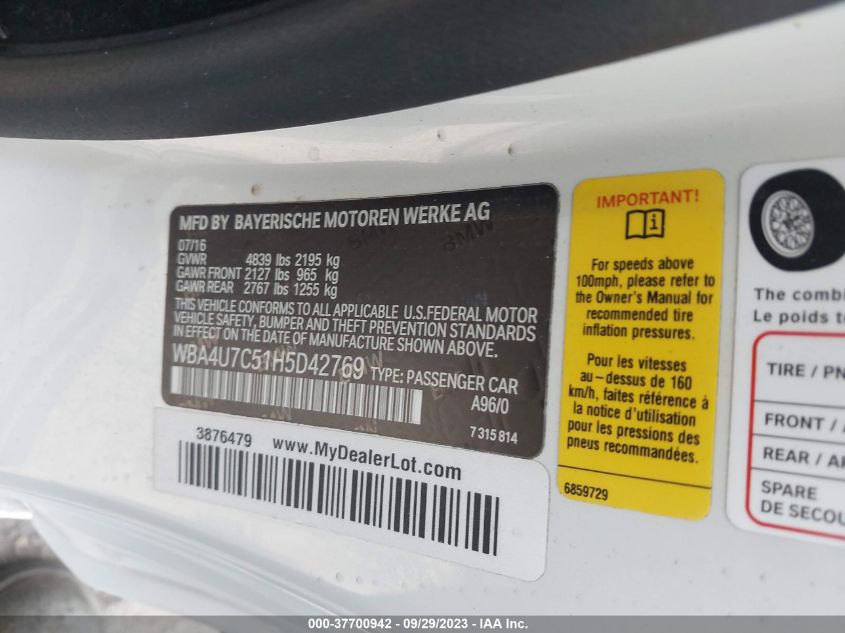 MFD BY BAYERISCHE MOTOREN WERKE AG
07/16
GVWR 4839 lbs 2195 kg
GAWR FRONT 2127 lbs 965 kg
GAWR REAR 2767 lbs 1255 kg
THIS VEHICLE CONFORMS TO ALL APPLICABLE U.S. FEDERAL MOTOR
VEHICLE SAFETY, BUMPER AND THEFT PREVENTION STANDARDS
IN EFFECT ON THE DATE OF MANUFACTURE SHOWN ABOVE.
WBA4U7C51H5D42769 TYPE: PASSENGER CAR
A96/0
7 315 814
3876479 www.MyDealerLot.com
IMPORTANT!
i
For speeds above
100mph, please refer to
the Owner's Manual for
recommended tire
inflation pressures.
Pour les vitesses
au-dessus de 160
km/h, faites référence à
la notice d'utilisation
pour les pressions des
pneus recommandées.
6859729
The combi
Le poids t
TIRE / PN
FRONT / A
REAR / AR
SPARE
DE SECOU
000-37700942 - 09/29/2023 - IAA Inc.